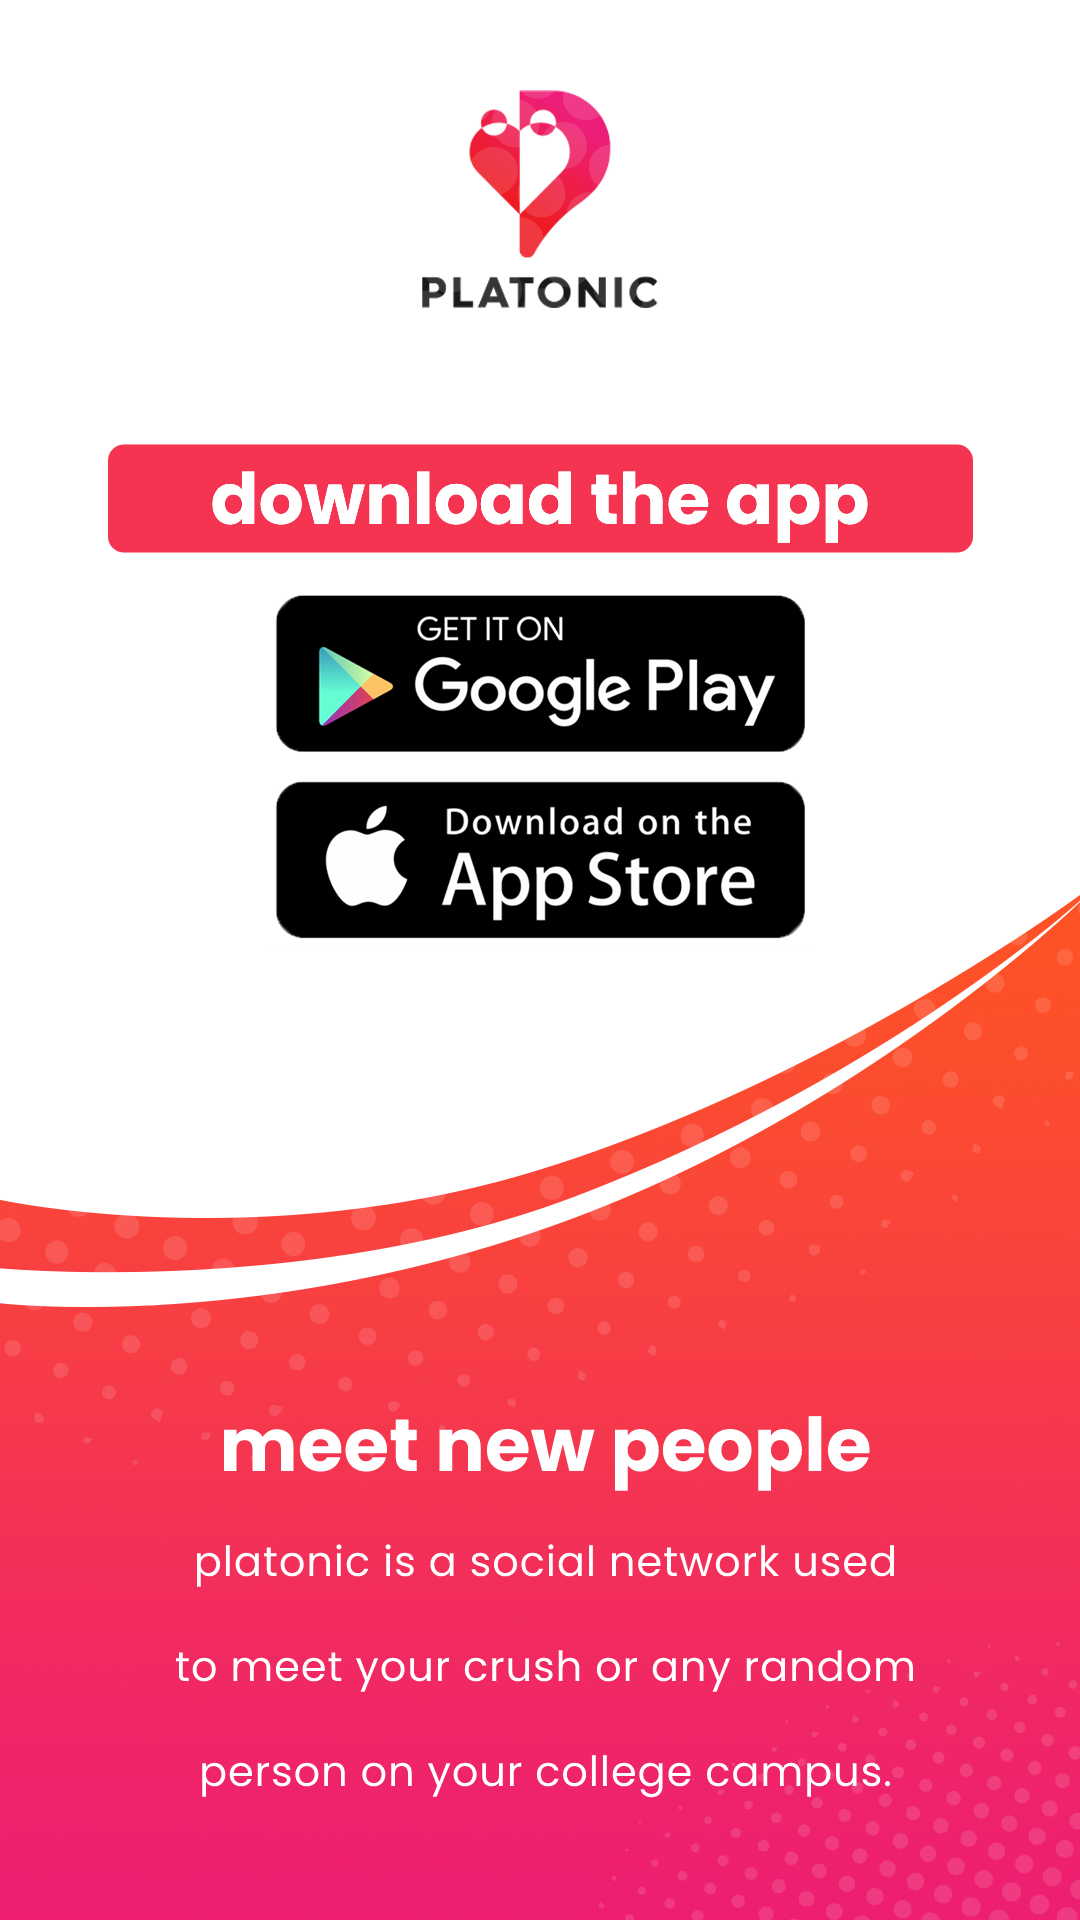 PLATONIC
download the app
GET IT ON
Google Play
Download on the
App Store
meet new people
platonic is a social network used
to meet your crush or any random
person on your college campus.